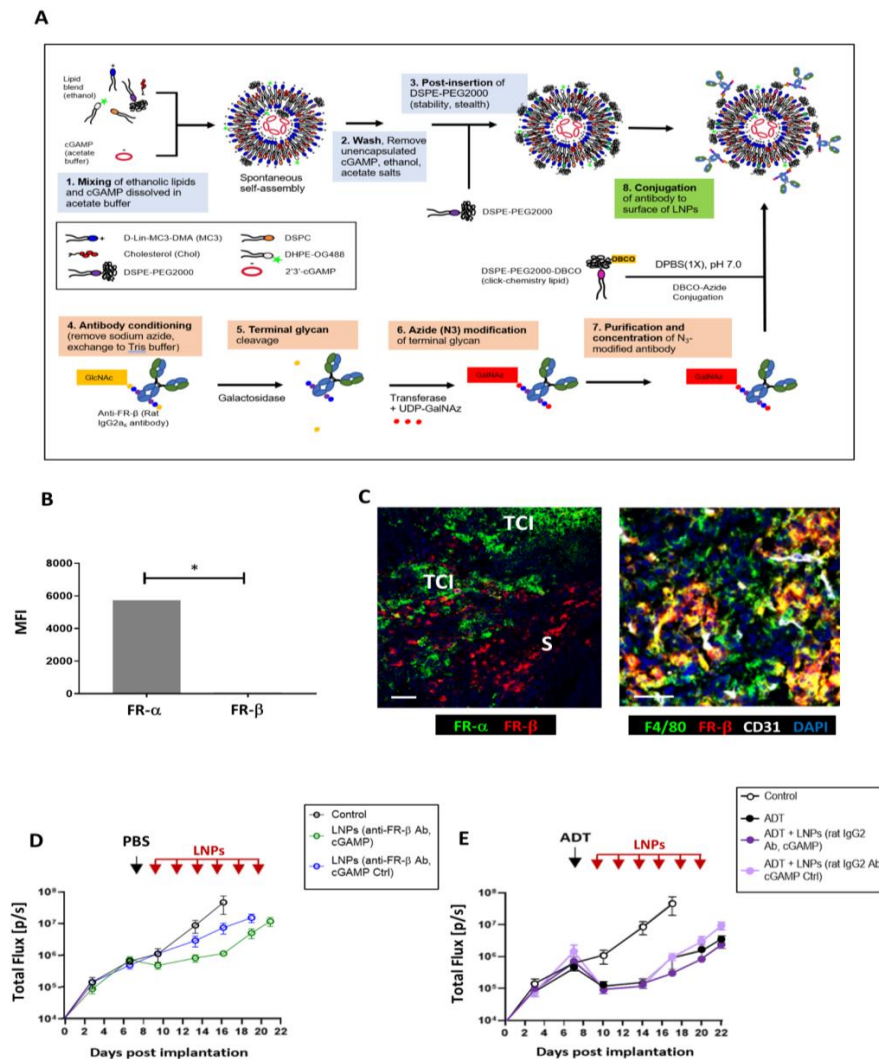 A
Lipid
blend
(ethanol)
cGAMP
(acetate
buffer)
1. Mixing of ethanolic lipids
and cGAMP dissolved in
acetate buffer
Spontaneous
self-assembly
2. Wash, Remove
unencapsulated
cGAMP, ethanol,
acetate salts
3. Post-insertion of
DSPE-PEG2000
(stability, stealth)
DSPE-PEG2000
8. Conjugation
of antibody to
surface of LNPs
D-Lin-MC3-DMA (MC3)
Cholesterol (Chol)
DSPE-PEG2000
DSPC
DHPE-OG488
2'3'-cGAMP
DSPE-PEG2000-DBCO
(click-chemistry lipid)
DBCO
DPBS(1X), pH 7.0
DBCO-Azide
Conjugation
4. Antibody conditioning
(remove sodium azide,
exchange to Tris buffer)
5. Terminal glycan
cleavage
6. Azide (N3) modification
of terminal glycan
7. Purification and
concentration of N3-
modified antibody
GlcNAc
Anti-FR-β (Rat
IgG2aκ antibody)
Galactosidase
Transferase
+ UDP-GalNAz
GalNAz
GalNAz
B
MFI
8000
6000
4000
2000
0
*
FR-α
FR-β
C
TCI
TCI
S
FR-α FR-β
F4/80 FR-β CD31 DAPI
D
PBS
LNPs
Control
LNPs (anti-FR-β Ab,
cGAMP)
LNPs (anti-FR-β Ab,
cGAMP Ctrl)
Total Flux [p/s]
10⁸
10⁷
10⁶
10⁵
10⁴
0 2 4 6 8 10 12 14 16 18 20 22
Days post implantation
E
ADT
LNPs
Control
ADT
ADT + LNPs (rat IgG2
Ab, cGAMP)
ADT + LNPs (rat IgG2 Ab,
cGAMP Ctrl)
Total Flux [p/s]
10⁸
10⁷
10⁶
10⁵
10⁴
0 2 4 6 8 10 12 14 16 18 20 22
Days post implantation